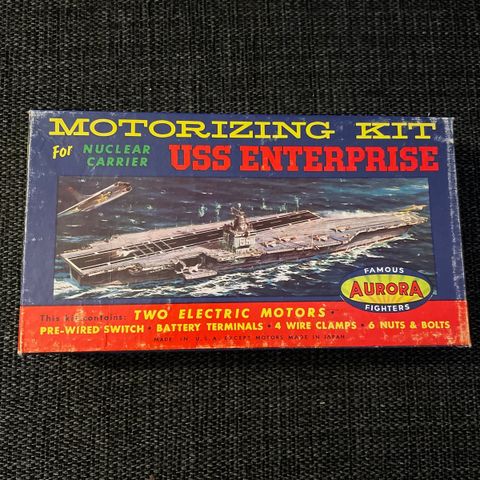 MOTORIZING KIT
For NUCLEAR CARRIER USS ENTERPRISE
FAMOUS
AURORA
FIGHTERS
This kit contains: TWO ELECTRIC MOTORS •
PRE-WIRED SWITCH • BATTERY TERMINALS • 4 WIRE CLAMPS • 6 NUTS & BOLTS
MADE IN U.S.A. EXCEPT MOTORS MADE IN JAPAN